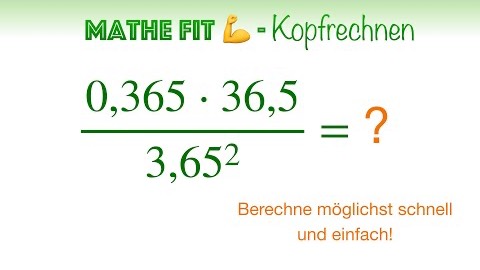 MATHE FIT 💪 - Kopfrechnen
0,365 · 36,5
3,65² = ?
Berechne möglichst schnell
und einfach!